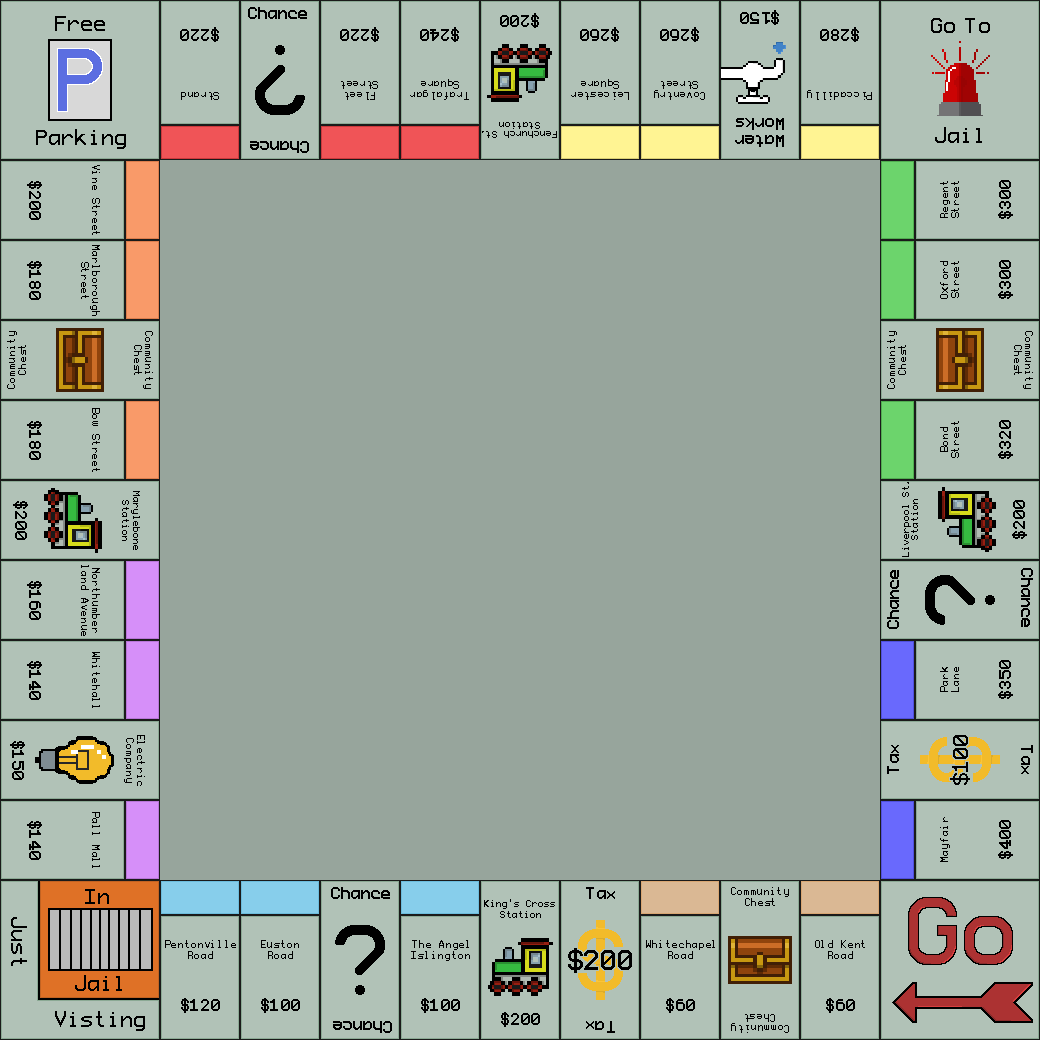 Free
Parking
$220
Strand
Chance
Chance
$220
Fleet
Street
$240
Trafalgar
Square
$200
Fenchurch St.
Station
$260
Leicester
Square
$260
Coventry
Street
$150
Water
Works
$280
Piccadilly
Go To
Jail
Vine Street
$200
Marlborough
Street
$180
Community
Chest
Community
Chest
Bow Street
$180
Marylebone
Station
$200
Northumber
land Avenue
$160
Whitehall
$140
Electric
Company
$150
Pall Mall
$140
Regent
Street
$300
Oxford
Street
$300
Community
Chest
Community
Chest
Bond
Street
$320
Liverpool St.
Station
$200
Chance
Chance
Park
Lane
$350
Tax
$100
Tax
Mayfair
$400
In
Jail
Just
Visting
Pentonville
Road
$120
Euston
Road
$100
Chance
Chance
The Angel
Islington
$100
King's Cross
Station
$200
Tax
$200
Tax
Whitechapel
Road
$60
Community
Chest
Community
Chest
Old Kent
Road
$60
Go